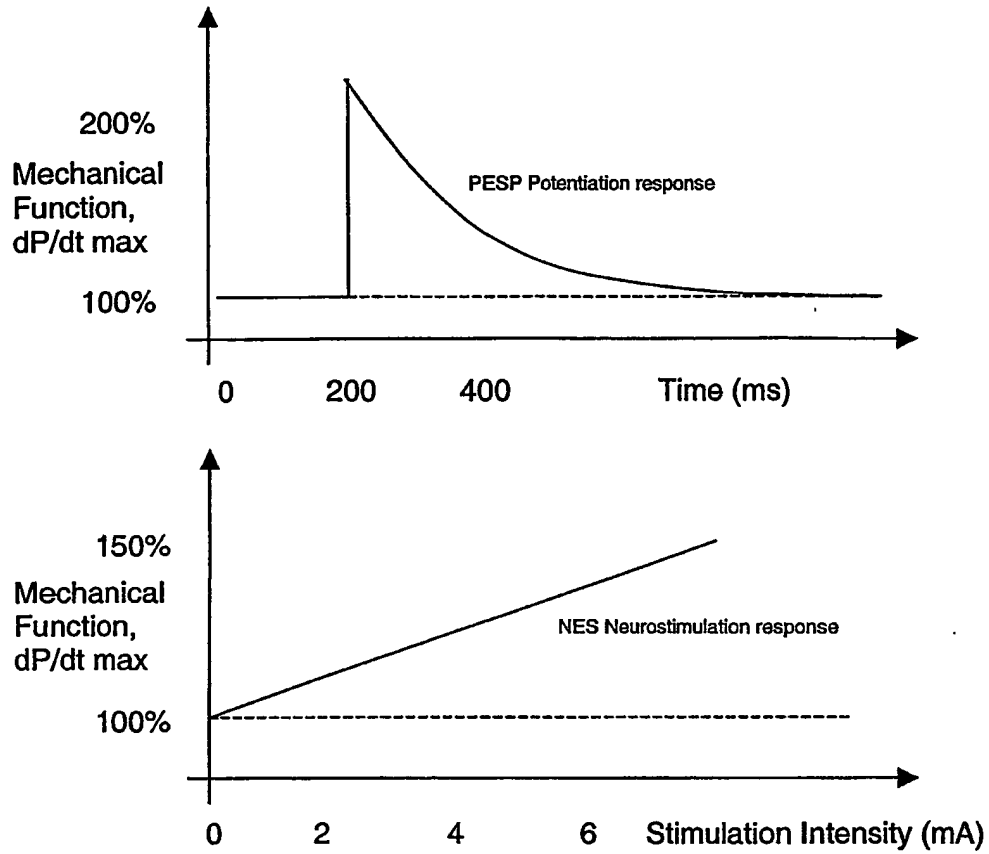 200%
Mechanical
Function,
dP/dt max
PESP Potentiation response
100%
0 200 400 Time (ms)
150%
Mechanical
Function,
dP/dt max
NES Neurostimulation response
100%
0 2 4 6 Stimulation Intensity (mA)